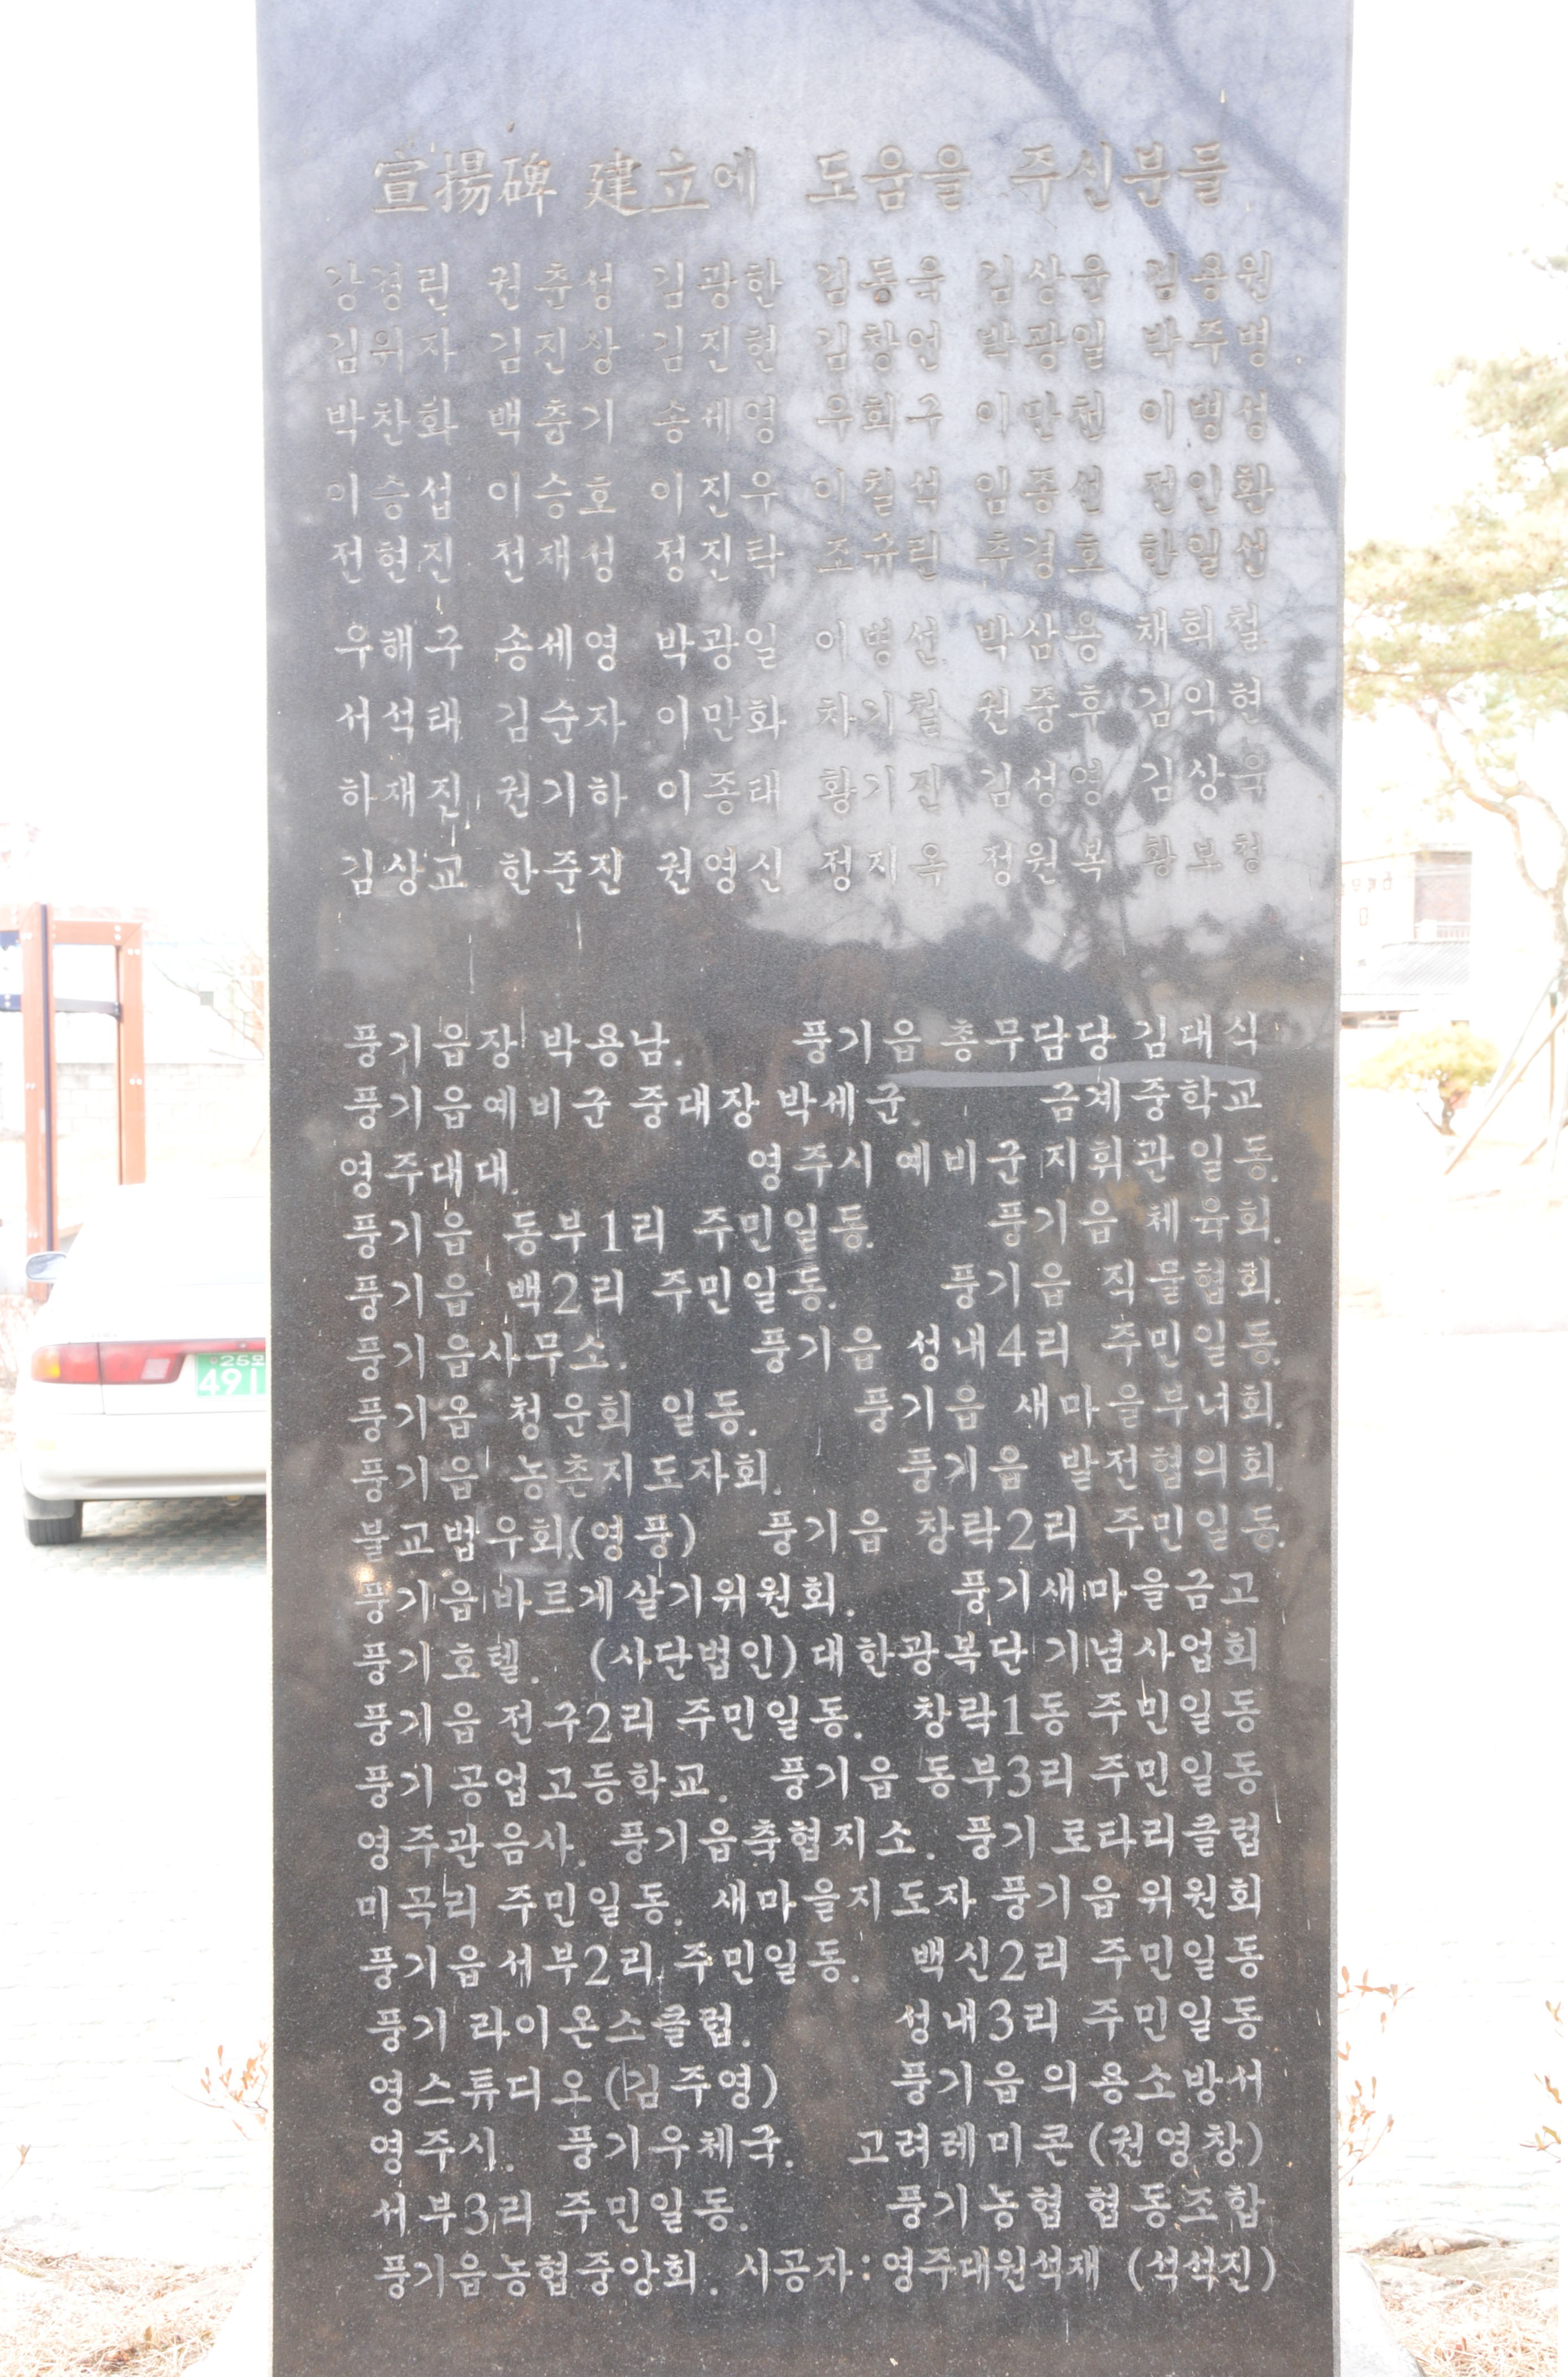 宣揚碑 建立에 도움을 주신분들
강경린 권춘성 김광한 김동욱 김상윤 김용원
김위자 김진상 김진현 김창언 박광일 박주병
박찬화 백춘기 송세영 우회구 이만천 이병성
이승섭 이승호 이진우 이칠석 임종선 전인환
전현진 천재성 정진탁 조규린 추경호 한일선
우해구 송세영 박광일 이병선 박삼용 채휘철
서석태 김순자 이만화 차기철 권중후 김익현
하재진 권기하 이종태 황기진 김성영 김상욱
김상교 한준진 권영신 정지옥 정원복 황보청
풍기읍장 박용남. 풍기읍 총무담당 김대식
풍기읍예비군 중대장 박세군. 금계중학교
영주대대. 영주시 예비군 지휘관 일동.
풍기읍 동부1리 주민일동. 풍기읍 체육회.
풍기읍 백2리 주민일동. 풍기읍 직물협회.
풍기읍사무소. 풍기읍 성내4리 주민일동.
풍기읍 청운회 일동. 풍기읍 새마을부녀회.
풍기읍 농촌지도자회. 풍기읍 발전협의회.
불교법우회(영풍) 풍기읍 창락2리 주민일동.
풍기읍바르게살기위원회. 풍기새마을금고
풍기호텔. (사단법인)대한광복단 기념사업회
풍기읍 전구2리 주민일동. 창락1동 주민일동
풍기 공업고등학교. 풍기읍 동부3리 주민일동
영주관음사. 풍기읍축협지소. 풍기로타리클럽
미곡리 주민일동. 새마을지도자 풍기읍 위원회
풍기읍서부2리 주민일동. 백신2리 주민일동
풍기 라이온스클럽. 성내3리 주민일동
영스튜디오(김주영) 풍기읍 의용소방서
영주시. 풍기우체국. 고려레미콘(권영창)
서부3리 주민일동. 풍기농협 협동조합
풍기읍농협중앙회. 시공자:영주대원석재 (석석진)
25모
491